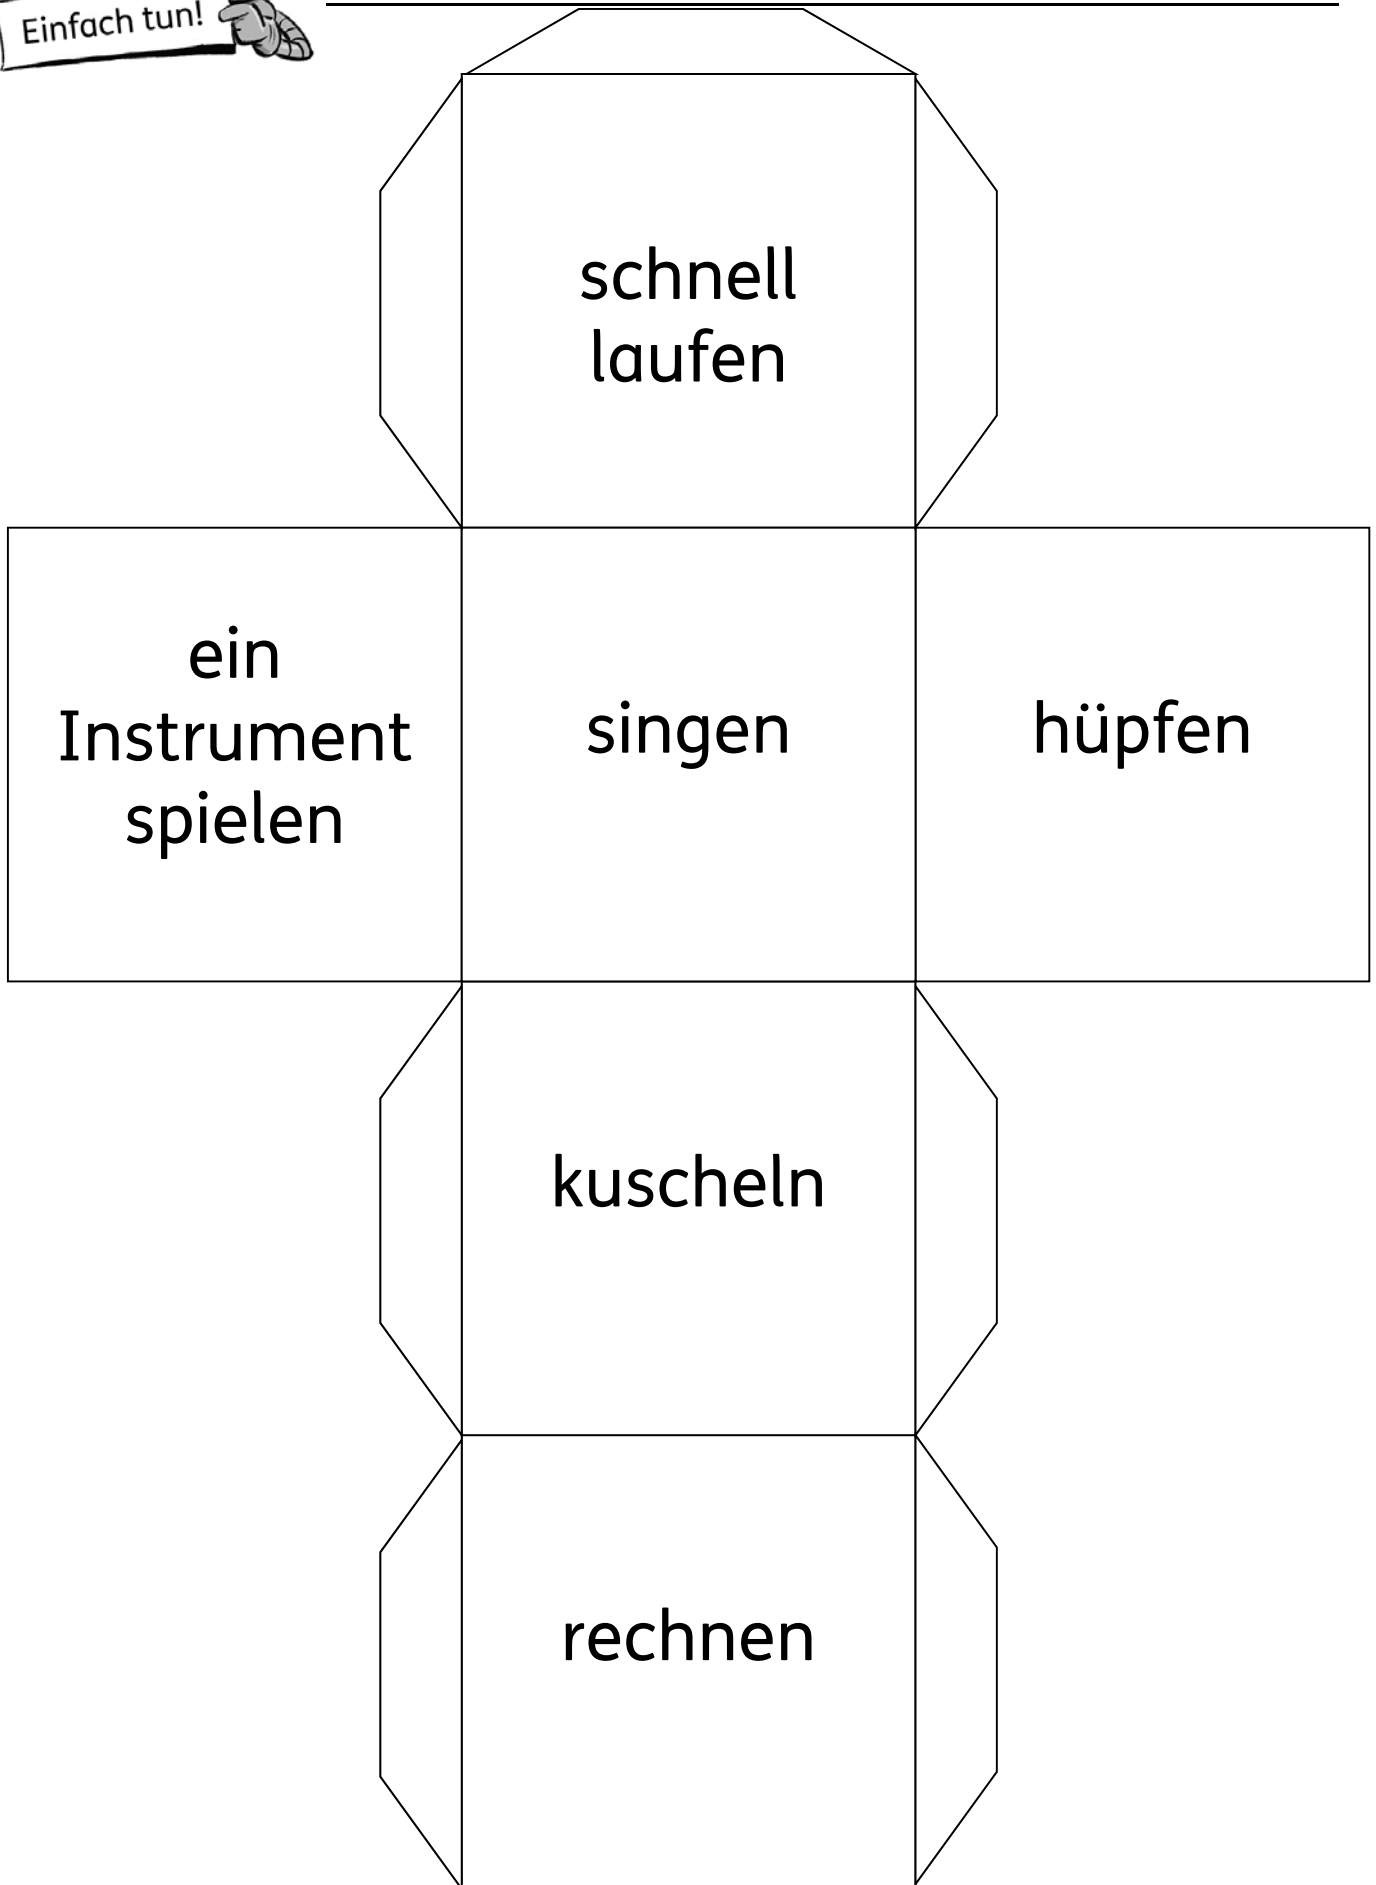 Einfach tun!
schnell
laufen
ein
Instrument
spielen
singen
hüpfen
kuscheln
rechnen